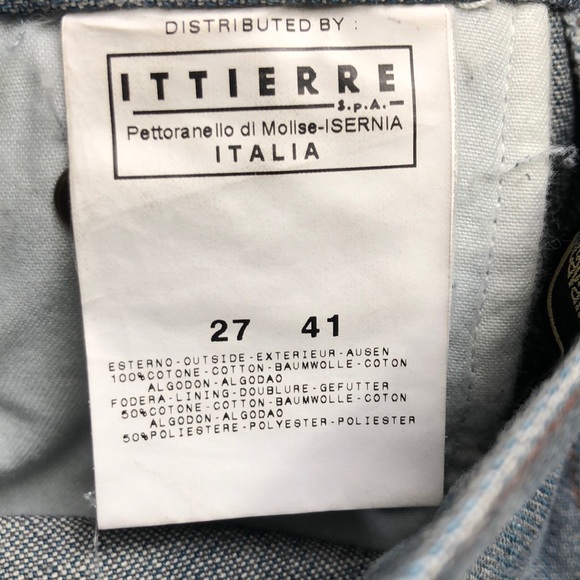 DISTRIBUTED BY :
ITTIERRE
S.p.A.
Pettoranello di Molise-ISERNIA
ITALIA
27 41
ESTERNO-OUTSIDE-EXTERIEUR-AUSEN
100%COTONE-COTTON-BAUMWOLLE-COTON
ALGODON-ALGODAO
FODERA-LINING-DOUBLURE-GEFUTTER
50%COTONE-COTTON-BAUMWOLLE-COTON
ALGODON-ALGODAO
50%POLIESTERE-POLYESTER-POLIESTER